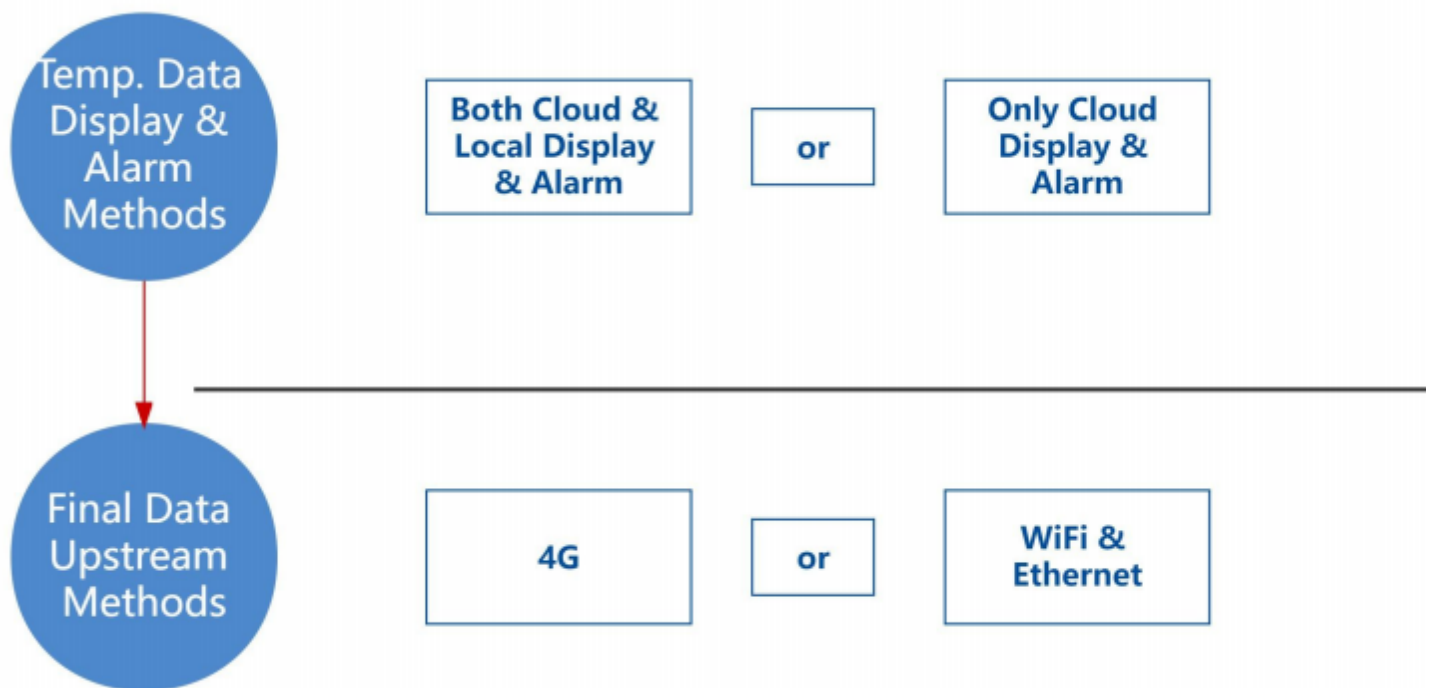 Temp. Data
Display &
Alarm
Methods
Both Cloud &
Local Display
& Alarm
or
Only Cloud
Display &
Alarm
Final Data
Upstream
Methods
4G
or
WiFi &
Ethernet